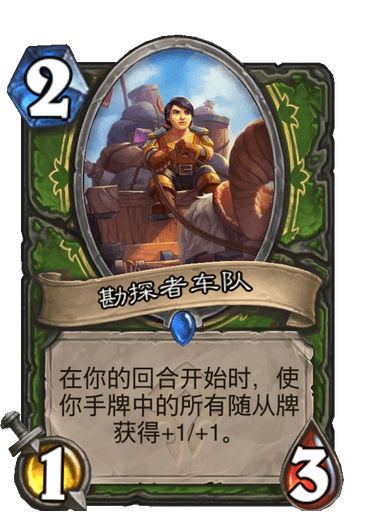 2
勘探者车队
在你的回合开始时，使
你手牌中的所有随从牌
获得+1/+1。
1
3